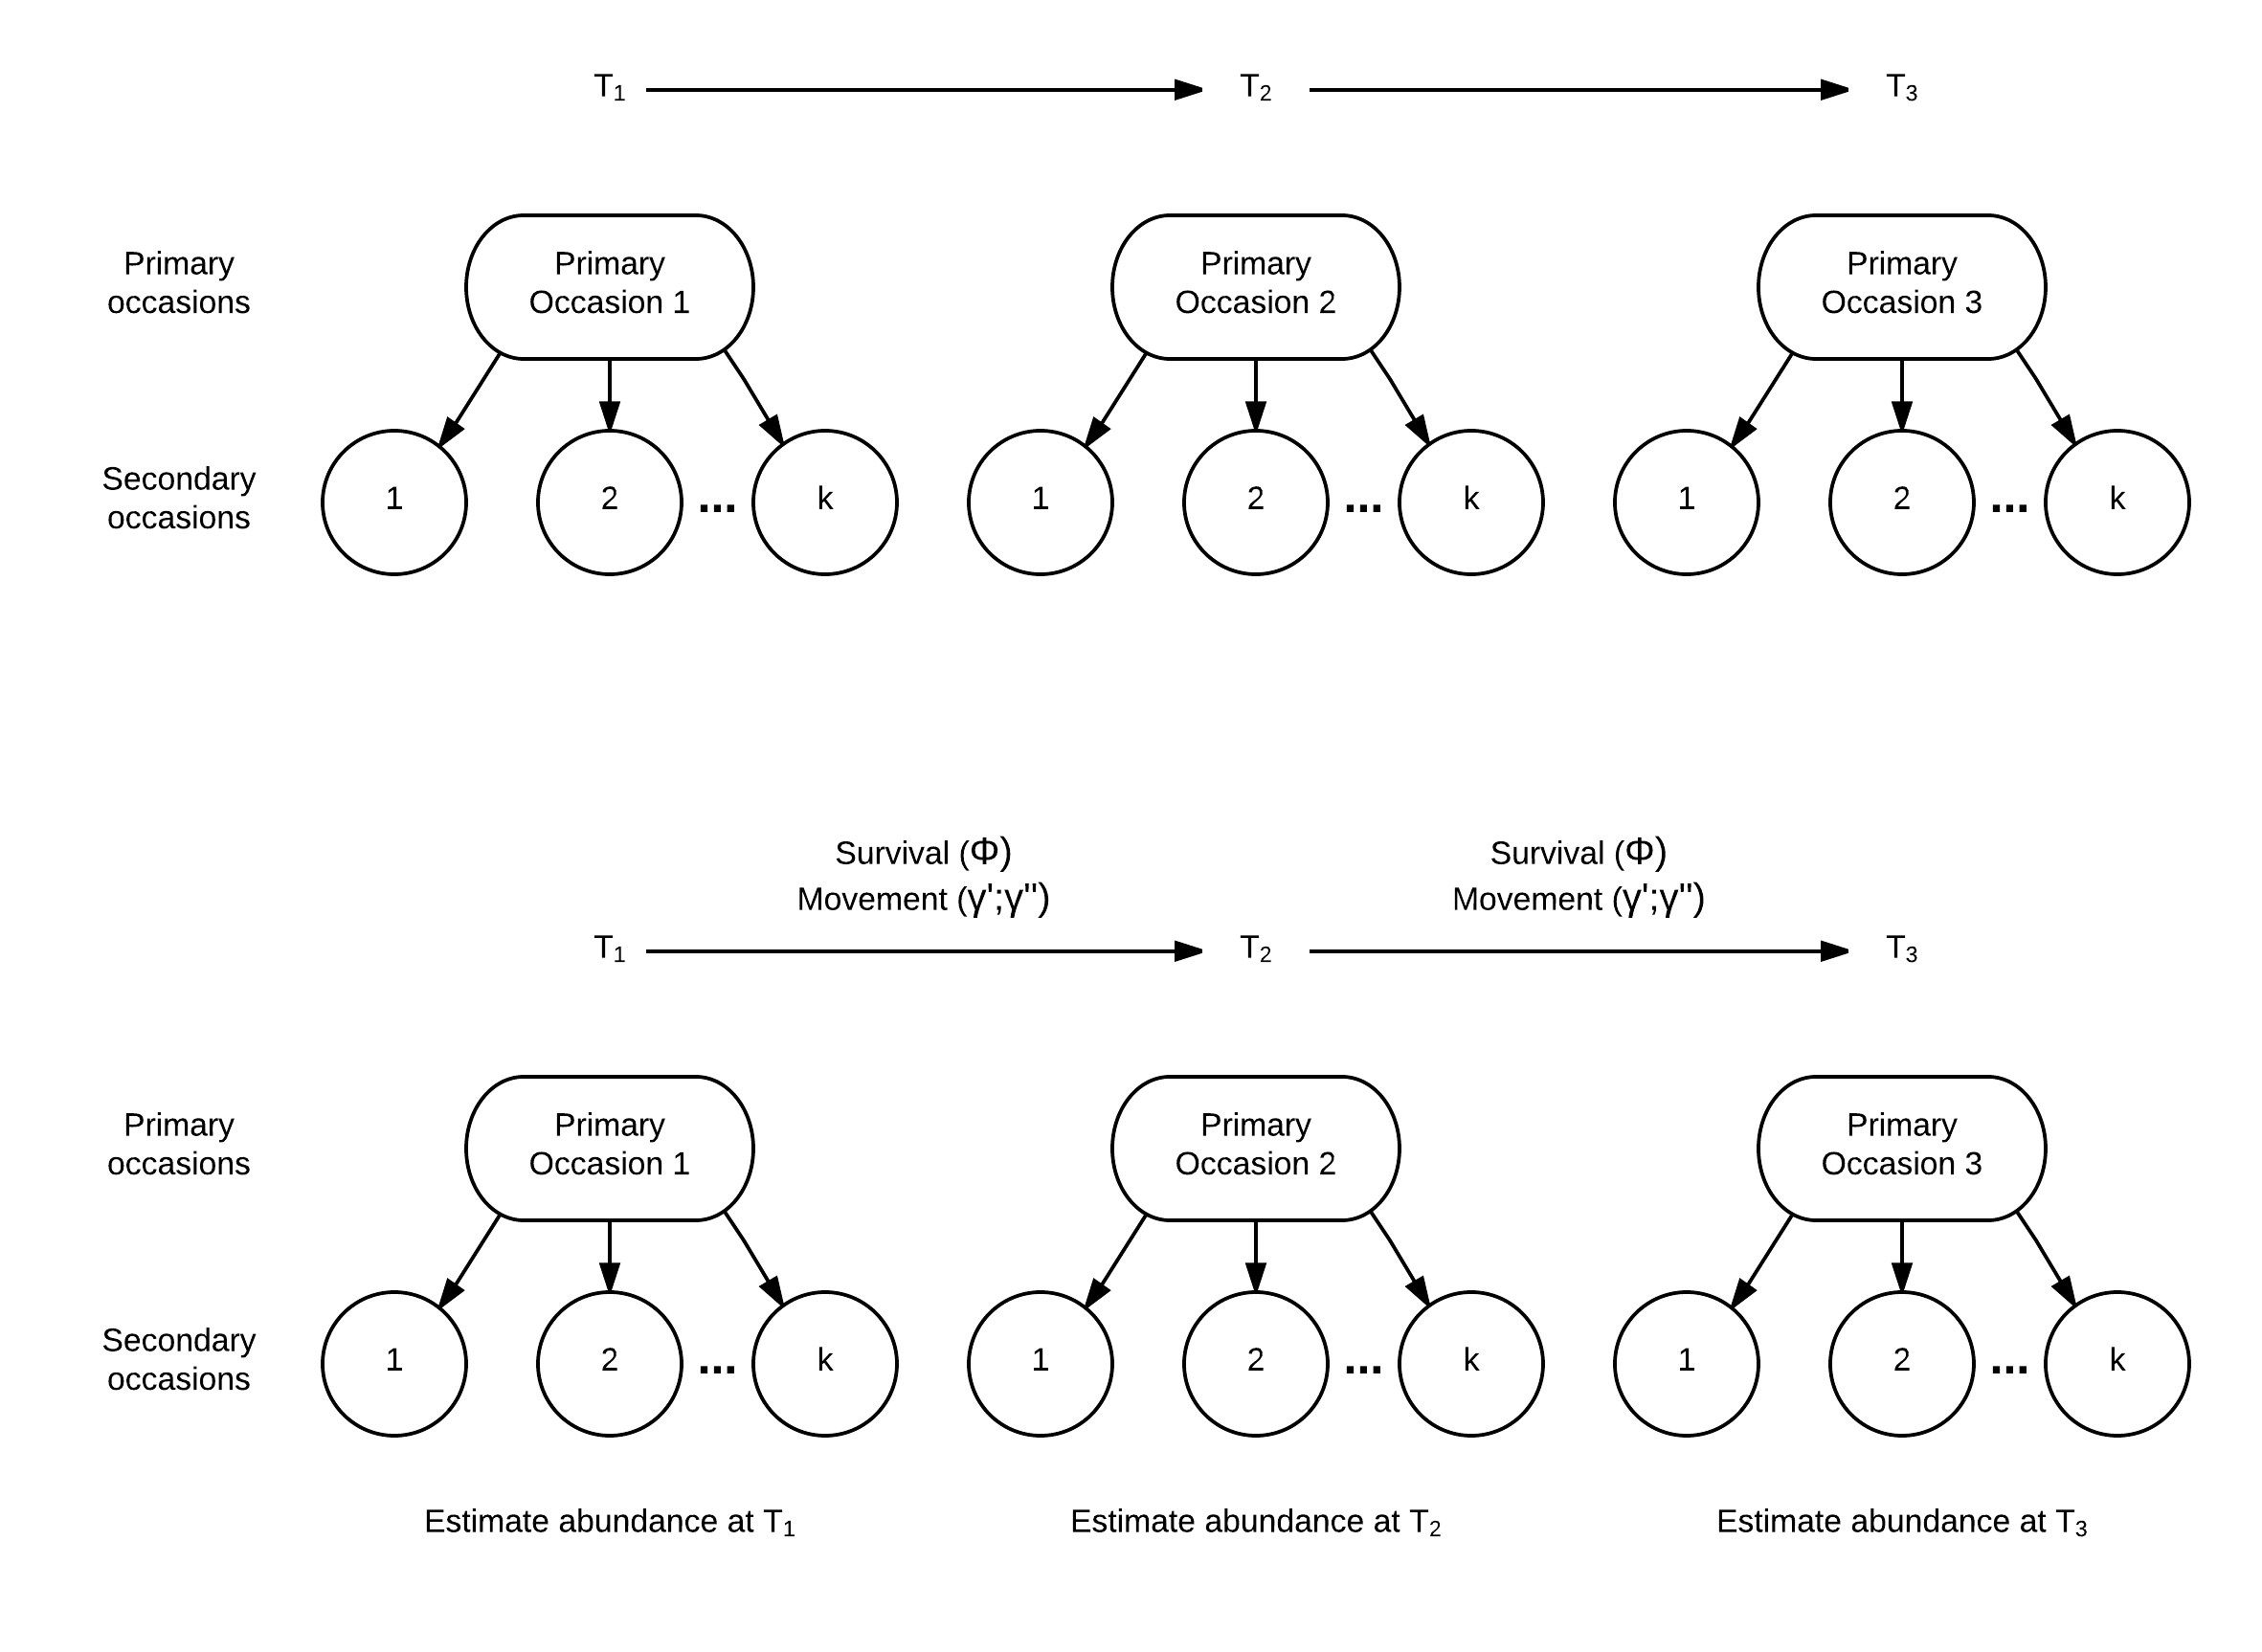 T₁ T₂ T₃
Primary
occasions
Primary
Occasion 1
Primary
Occasion 2
Primary
Occasion 3
Secondary
occasions
1 2 ... k 1 2 ... k 1 2 ... k
Survival (Φ)
Movement (γ';γ'')
Survival (Φ)
Movement (γ';γ'')
T₁ T₂ T₃
Primary
occasions
Primary
Occasion 1
Primary
Occasion 2
Primary
Occasion 3
Secondary
occasions
1 2 ... k 1 2 ... k 1 2 ... k
Estimate abundance at T₁
Estimate abundance at T₂
Estimate abundance at T₃